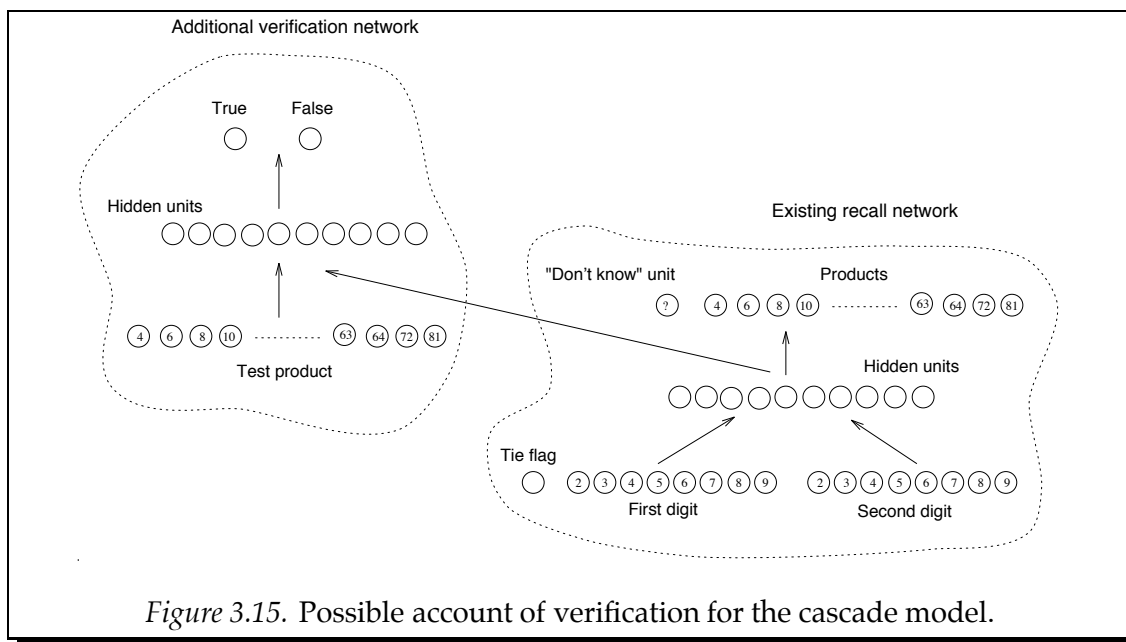 Additional verification network
True False
Hidden units
4 6 8 10 ......... 63 64 72 81
Test product
Existing recall network
"Don't know" unit Products
? 4 6 8 10 ......... 63 64 72 81
Hidden units
Tie flag
2 3 4 5 6 7 8 9 2 3 4 5 6 7 8 9
First digit Second digit
Figure 3.15. Possible account of verification for the cascade model.